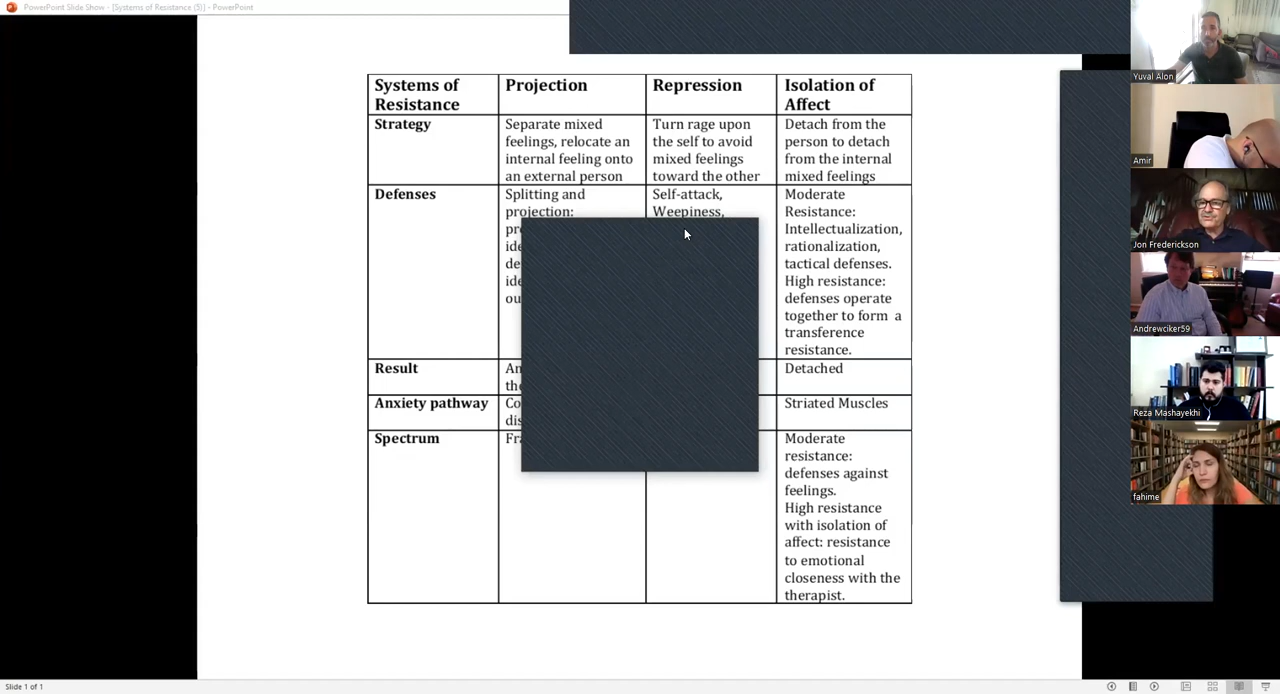 PowerPoint Slide Show - [Systems of Resistance (5)] - PowerPoint
Systems of
Resistance
Projection
Repression
Isolation of
Affect
Strategy
Separate mixed
feelings, relocate an
internal feeling onto
an external person
Turn rage upon
the self to avoid
mixed feelings
toward the other
Detach from the
person to detach
from the internal
mixed feelings
Defenses
Splitting and
projection:
Self-attack,
Weepiness,
Moderate
Resistance:
Intellectualization,
rationalization,
tactical defenses.
High resistance:
defenses operate
together to form a
transference
resistance.
Result
Detached
Anxiety pathway
Striated Muscles
Spectrum
Moderate
resistance:
defenses against
feelings.
High resistance
with isolation of
affect: resistance
to emotional
closeness with the
therapist.
Yuval Alon
Amir
Jon Frederickson
Andrewciker59
Reza Mashayekhi
fahime
Slide 1 of 1